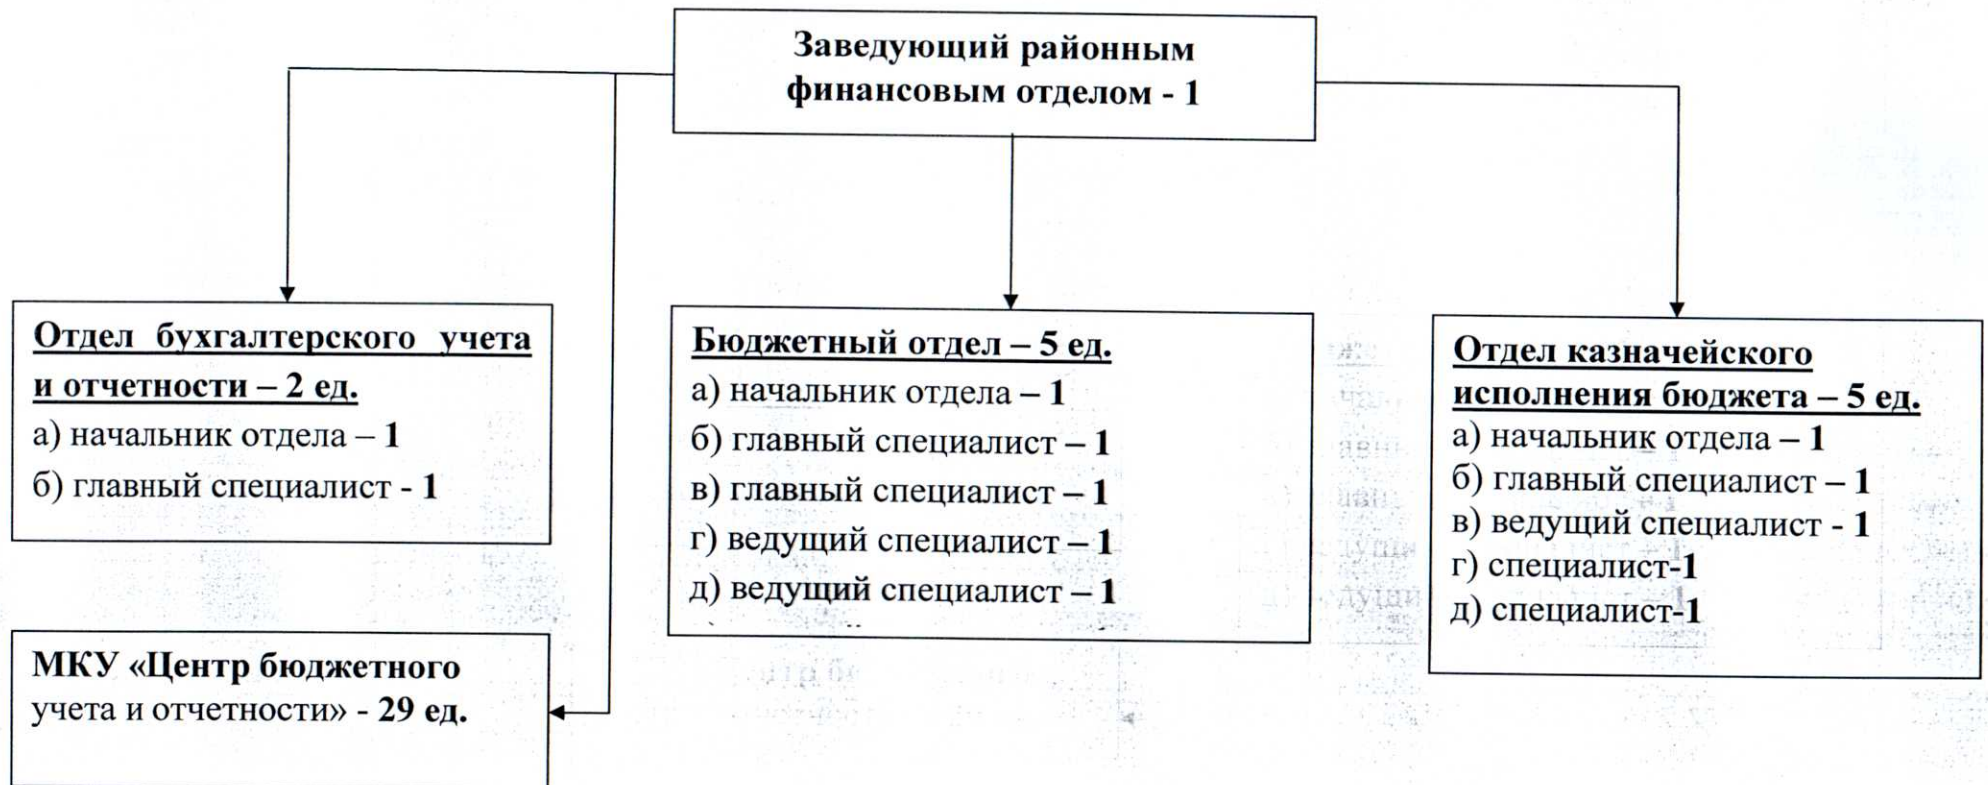 Заведующий районным
финансовым отделом - 1
Отдел бухгалтерского учета
и отчетности – 2 ед.
а) начальник отдела – 1
б) главный специалист - 1
Бюджетный отдел – 5 ед.
а) начальник отдела – 1
б) главный специалист – 1
в) главный специалист – 1
г) ведущий специалист – 1
д) ведущий специалист – 1
Отдел казначейского
исполнения бюджета – 5 ед.
а) начальник отдела – 1
б) главный специалист – 1
в) ведущий специалист - 1
г) специалист-1
д) специалист-1
МКУ «Центр бюджетного
учета и отчетности» - 29 ед.